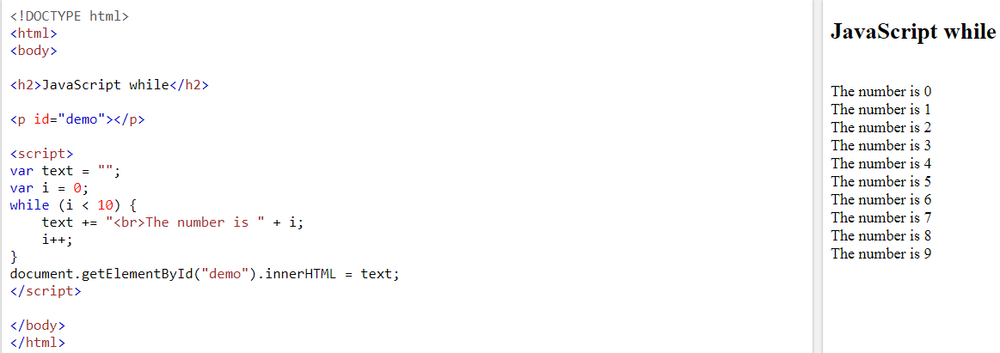 <!DOCTYPE html>
<html>
<body>
<h2>JavaScript while</h2>
<p id="demo"></p>
<script>
var text = "";
var i = 0;
while (i < 10) {
    text += "<br>The number is " + i;
    i++;
}
document.getElementById("demo").innerHTML = text;
</script>
</body>
</html>
JavaScript while
The number is 0
The number is 1
The number is 2
The number is 3
The number is 4
The number is 5
The number is 6
The number is 7
The number is 8
The number is 9